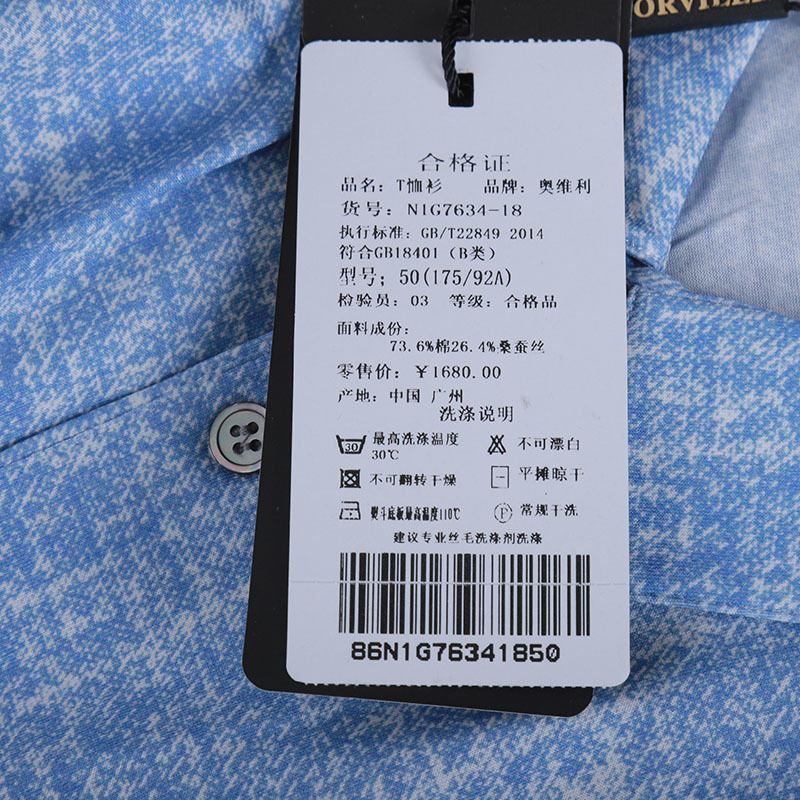 ORVILLE
合格证
品名：T恤衫 品牌：奥维利
货号：N1G7634-18
执行标准：GB/T22849 2014
符合GB18401（B类）
型号；50(175/92A)
检验员：03 等级：合格品
面料成份：
73.6%棉26.4%桑蚕丝
零售价：￥1680.00
产地：中国 广州
洗涤说明
30 最高洗涤温度 不可漂白
30℃
不可翻转干燥 平摊晾干
熨斗底板最高温度110℃ P 常规干洗
建议专业丝毛洗涤剂洗涤
86N1G76341850